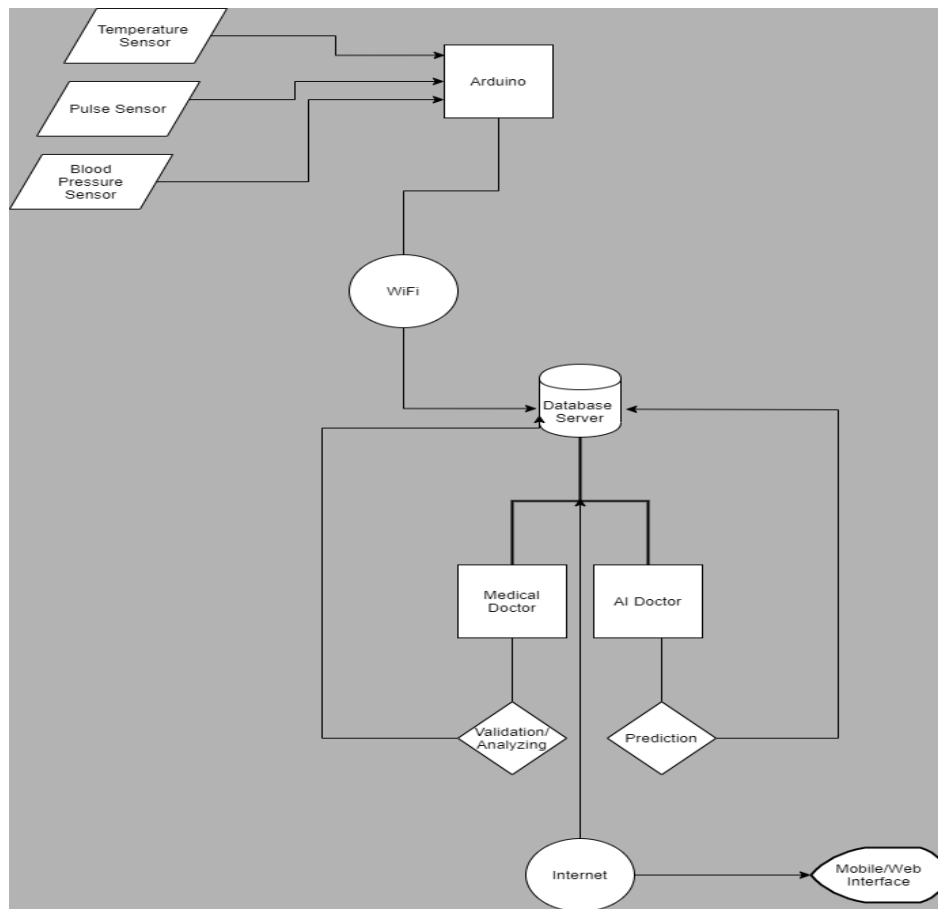 Temperature
Sensor
Arduino
Pulse Sensor
Blood
Pressure
Sensor
WiFi
Database
Server
Medical
Doctor
AI Doctor
Validation/
Analyzing
Prediction
Internet
Mobile/Web
Interface